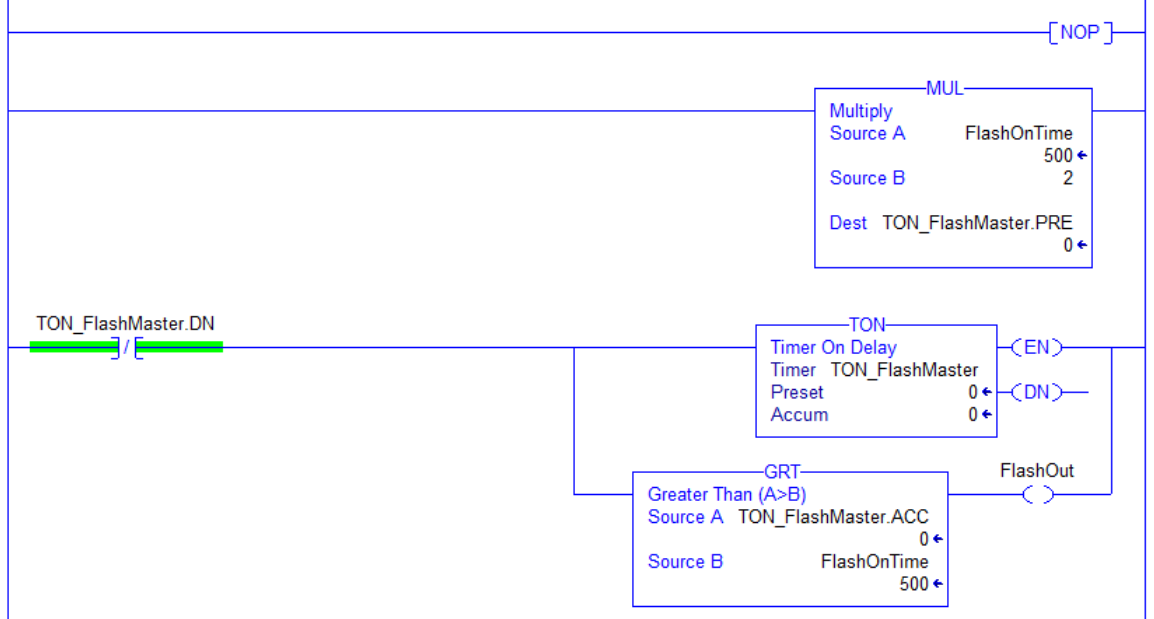 NOP
MUL
Multiply
Source A FlashOnTime
500
Source B 2
Dest TON_FlashMaster.PRE
0
TON_FlashMaster.DN
/
TON
Timer On Delay
Timer TON_FlashMaster
Preset 0
Accum 0
EN
DN
GRT
Greater Than (A>B)
Source A TON_FlashMaster.ACC
0
Source B FlashOnTime
500
FlashOut